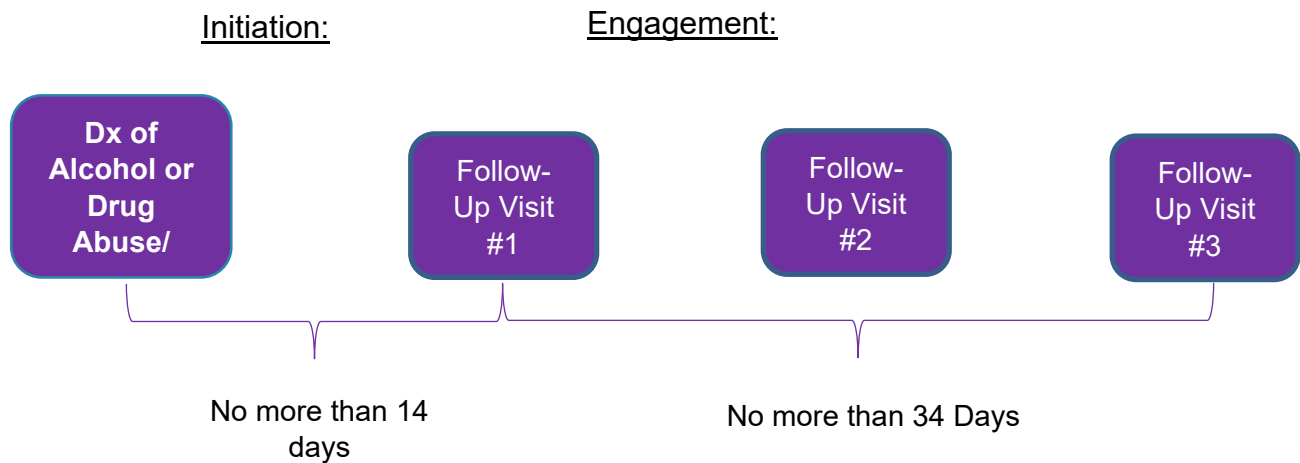 Initiation:
Engagement:
Dx of
Alcohol or
Drug
Abuse/
Follow-
Up Visit
#1
Follow-
Up Visit
#2
Follow-
Up Visit
#3
No more than 14
days
No more than 34 Days